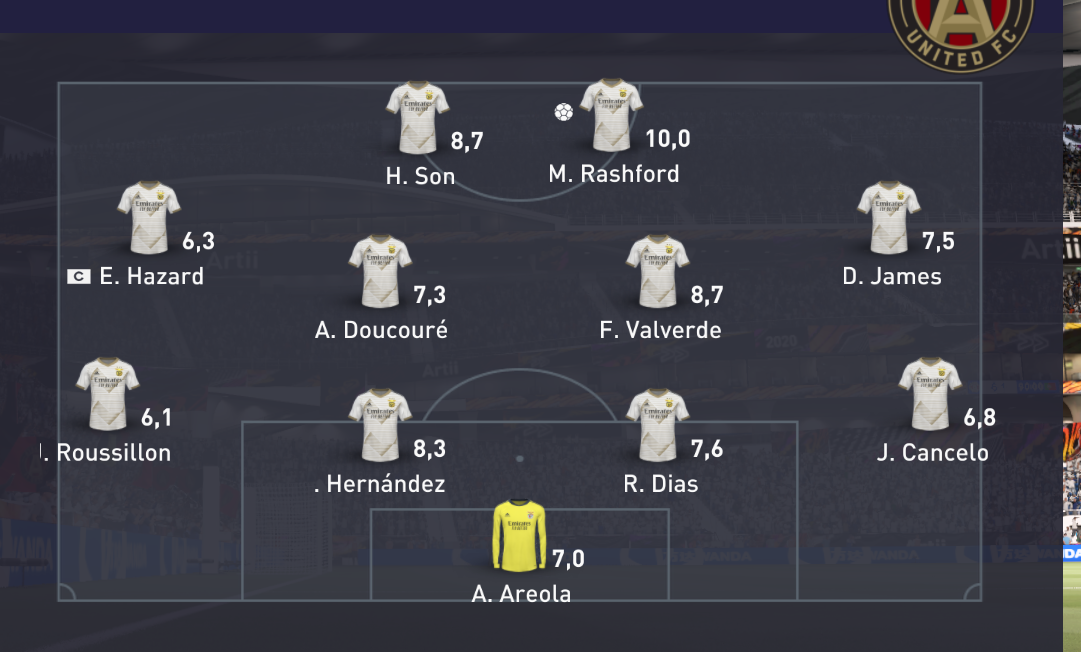 UNITED FC
8,7
H. Son
10,0
M. Rashford
6,3
C E. Hazard
7,5
D. James
7,3
A. Doucouré
8,7
F. Valverde
6,1
. Roussillon
6,8
J. Cancelo
8,3
. Hernández
7,6
R. Dias
7,0
A. Areola